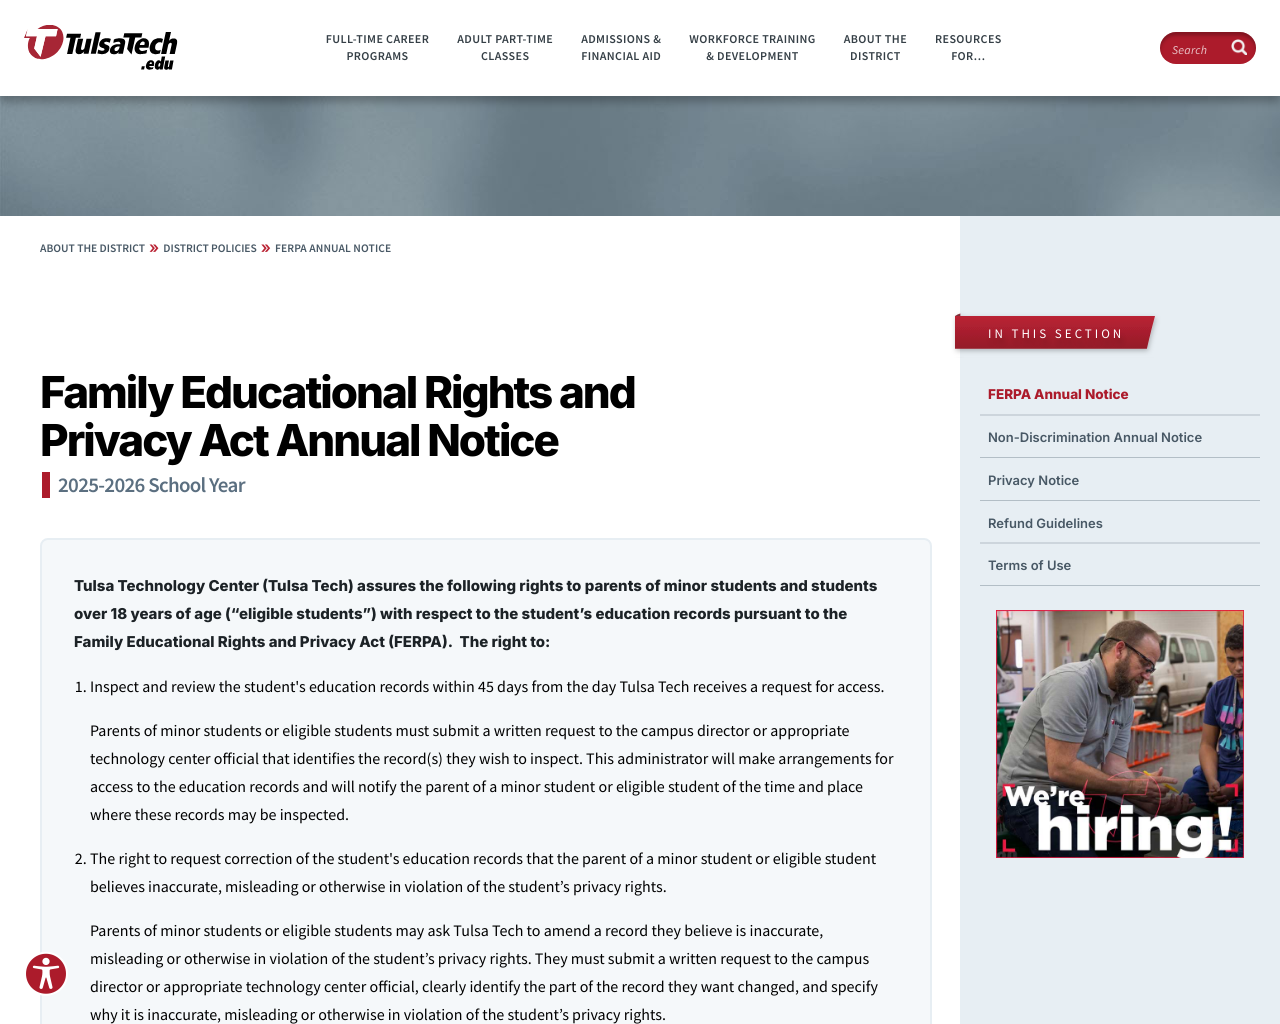 TulsaTech
.edu
FULL-TIME CAREER
PROGRAMS
ADULT PART-TIME
CLASSES
ADMISSIONS &
FINANCIAL AID
WORKFORCE TRAINING
& DEVELOPMENT
ABOUT THE
DISTRICT
RESOURCES
FOR...
Search
ABOUT THE DISTRICT » DISTRICT POLICIES » FERPA ANNUAL NOTICE
Family Educational Rights and
Privacy Act Annual Notice
2025-2026 School Year
Tulsa Technology Center (Tulsa Tech) assures the following rights to parents of minor students and students
over 18 years of age (“eligible students”) with respect to the student’s education records pursuant to the
Family Educational Rights and Privacy Act (FERPA).  The right to:
1. Inspect and review the student's education records within 45 days from the day Tulsa Tech receives a request for access.
Parents of minor students or eligible students must submit a written request to the campus director or appropriate
technology center official that identifies the record(s) they wish to inspect. This administrator will make arrangements for
access to the education records and will notify the parent of a minor student or eligible student of the time and place
where these records may be inspected.
2. The right to request correction of the student's education records that the parent of a minor student or eligible student
believes inaccurate, misleading or otherwise in violation of the student’s privacy rights.
Parents of minor students or eligible students may ask Tulsa Tech to amend a record they believe is inaccurate,
misleading or otherwise in violation of the student’s privacy rights. They must submit a written request to the campus
director or appropriate technology center official, clearly identify the part of the record they want changed, and specify
why it is inaccurate, misleading or otherwise in violation of the student’s privacy rights.
IN THIS SECTION
FERPA Annual Notice
Non-Discrimination Annual Notice
Privacy Notice
Refund Guidelines
Terms of Use
We're
hiring!